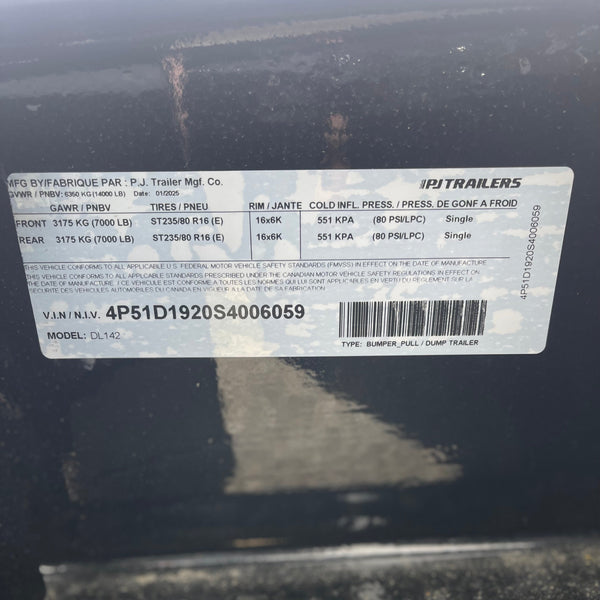 MFG BY/FABRIQUE PAR : P.J. Trailer Mfg. Co.
GVWR / PNBV: 6350 KG (14000 LB) Date: 01/2025
PJTRAILERS
GAWR / PNBV TIRES / PNEU RIM / JANTE COLD INFL. PRESS. / PRESS. DE GONF A FROID
FRONT 3175 KG (7000 LB) ST235/80 R16 (E) 16x6K 551 KPA (80 PSI/LPC) Single
REAR 3175 KG (7000 LB) ST235/80 R16 (E) 16x6K 551 KPA (80 PSI/LPC) Single
THIS VEHICLE CONFORMS TO ALL APPLICABLE U.S. FEDERAL MOTOR VEHICLE SAFETY STANDARDS (FMVSS) IN EFFECT ON
THE DATE OF MANUFACTURE. / THIS VEHICLE CONFORMS TO ALL APPLICABLE
STANDARDS PRESCRIBED UNDER THE CANADIAN MOTOR VEHICLE SAFETY REGULATIONS IN EFFECT ON
THE DATE OF MANUFACTURE. / CE VEHICULE EST CONFORME A TOUTES LES NORMES QUI LUI SONT APPLICABLES EN VERTU DU REGLEMENT SUR LA
SECURITE DES VEHICULES AUTOMOBILES DU CANADA EN VIGUEUR A LA DATE DE SA FABRICATION
V.I.N / N.I.V. 4P51D1920S4006059
MODEL: DL142
TYPE: BUMPER_PULL / DUMP TRAILER
4P51D1920S4006059